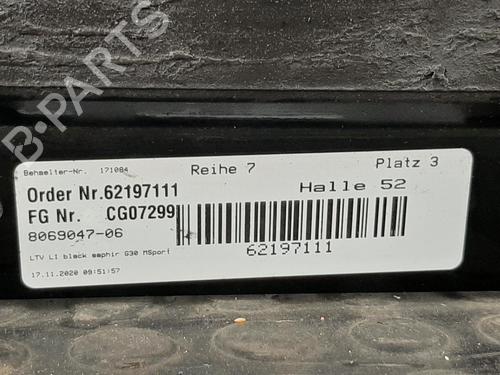 B-PARTS
Behaelter-Nr. 171084 Reihe 7 Platz 3
Order Nr.62197111 Halle 52
FG Nr. CG07299
8069047-06
62197111
LTV LI black saphir G30 MSport
17.11.2020 09:51:57